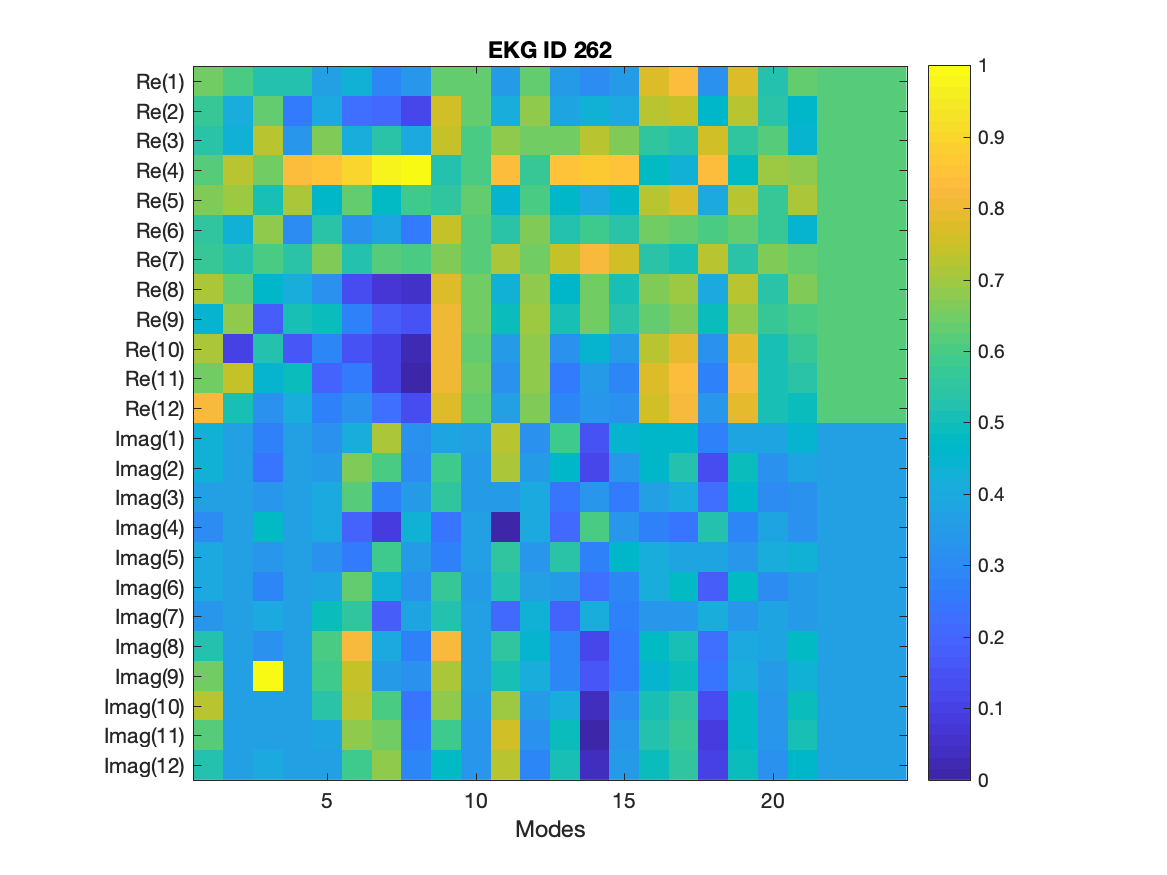 EKG ID 262
Re(1)
Re(2)
Re(3)
Re(4)
Re(5)
Re(6)
Re(7)
Re(8)
Re(9)
Re(10)
Re(11)
Re(12)
Imag(1)
Imag(2)
Imag(3)
Imag(4)
Imag(5)
Imag(6)
Imag(7)
Imag(8)
Imag(9)
Imag(10)
Imag(11)
Imag(12)
5 10 15 20
Modes
1
0.9
0.8
0.7
0.6
0.5
0.4
0.3
0.2
0.1
0